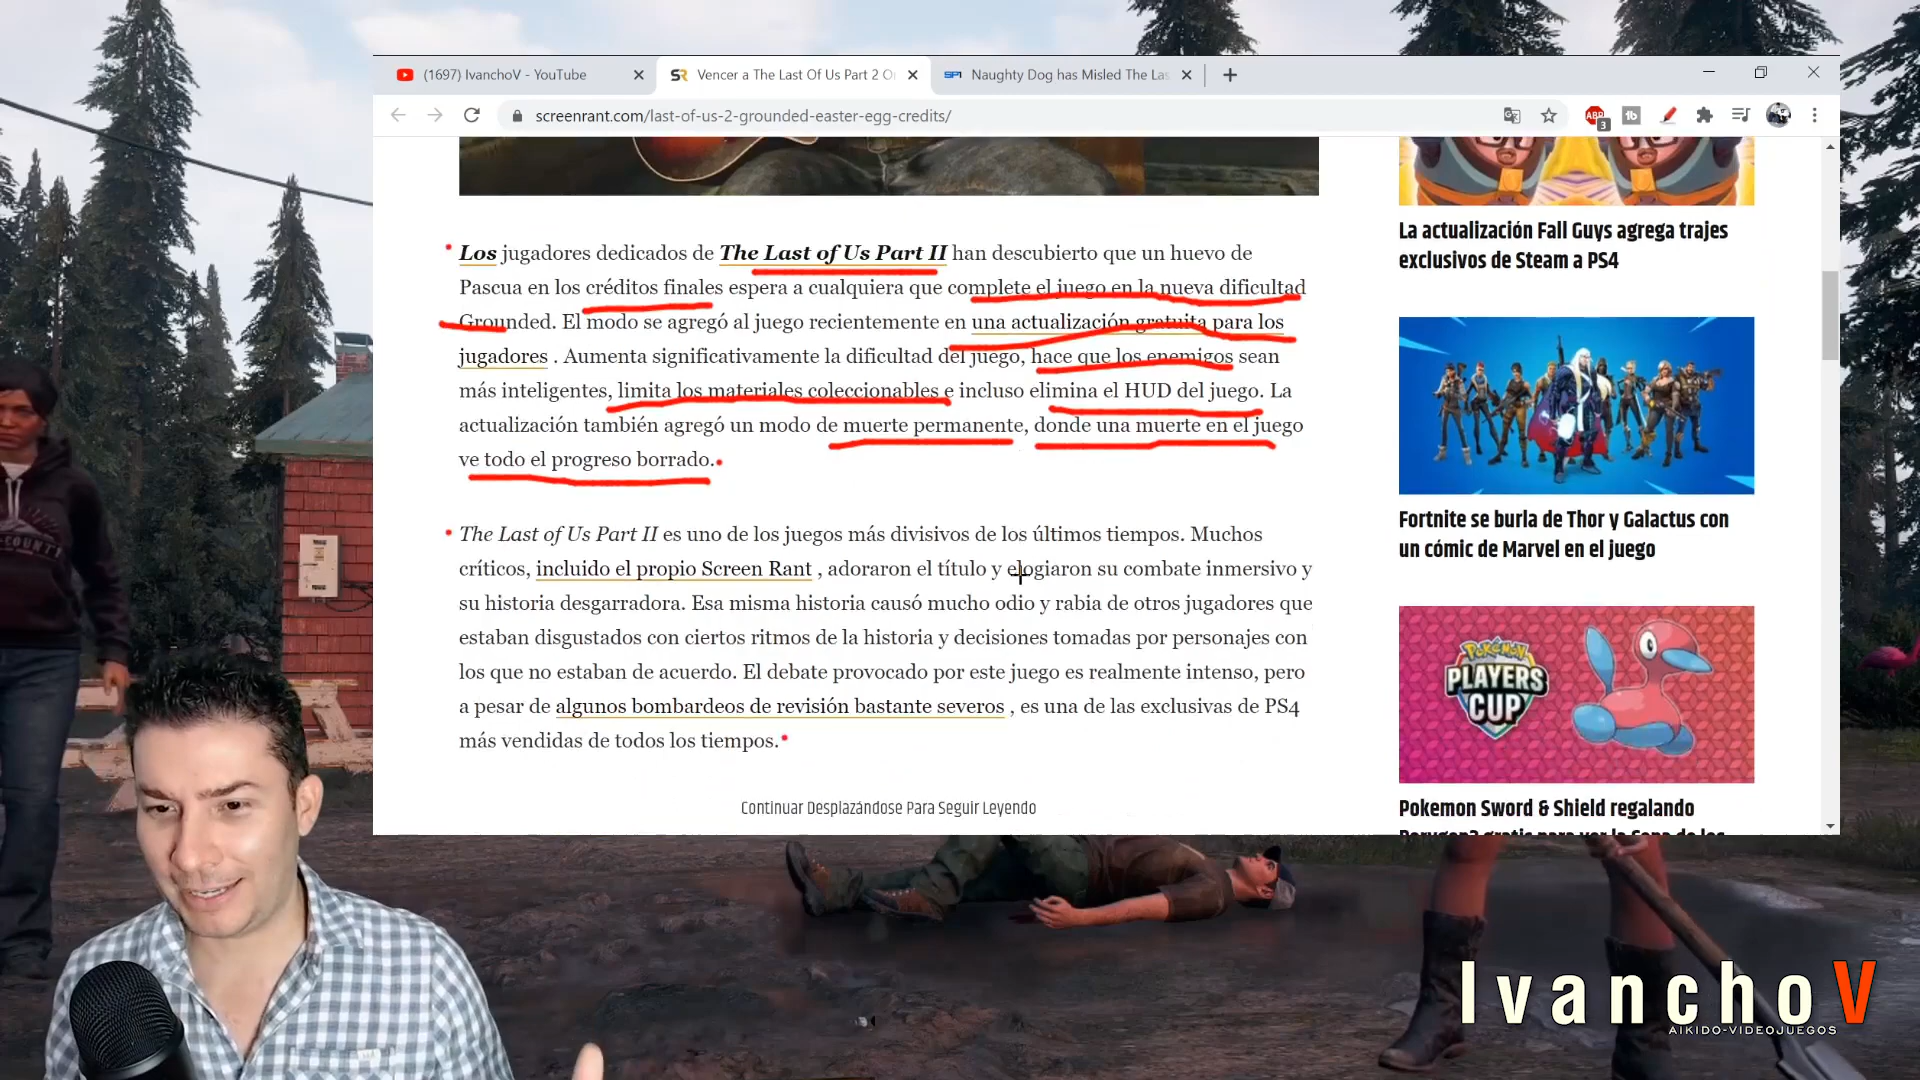 (1697) IvanchoV - YouTube
SR Vencer a The Last Of Us Part 2 O
SP1 Naughty Dog has Misled The Las
screenrant.com/last-of-us-2-grounded-easter-egg-credits/
ABP 3
tb
Los jugadores dedicados de The Last of Us Part II han descubierto que un huevo de
Pascua en los créditos finales espera a cualquiera que complete el juego en la nueva dificultad
Grounded. El modo se agregó al juego recientemente en una actualización gratuita para los
jugadores . Aumenta significativamente la dificultad del juego, hace que los enemigos sean
más inteligentes, limita los materiales coleccionables e incluso elimina el HUD del juego. La
actualización también agregó un modo de muerte permanente, donde una muerte en el juego
ve todo el progreso borrado.
The Last of Us Part II es uno de los juegos más divisivos de los últimos tiempos. Muchos
críticos, incluido el propio Screen Rant , adoraron el título y elogiaron su combate inmersivo y
su historia desgarradora. Esa misma historia causó mucho odio y rabia de otros jugadores que
estaban disgustados con ciertos ritmos de la historia y decisiones tomadas por personajes con
los que no estaban de acuerdo. El debate provocado por este juego es realmente intenso, pero
a pesar de algunos bombardeos de revisión bastante severos , es una de las exclusivas de PS4
más vendidas de todos los tiempos.
Continuar Desplazándose Para Seguir Leyendo
La actualización Fall Guys agrega trajes
exclusivos de Steam a PS4
Fortnite se burla de Thor y Galactus con
un cómic de Marvel en el juego
POKéMON
PLAYERS
CUP
Pokemon Sword & Shield regalando
IvanchoV
AIKIDO-VIDEOJUEGOS